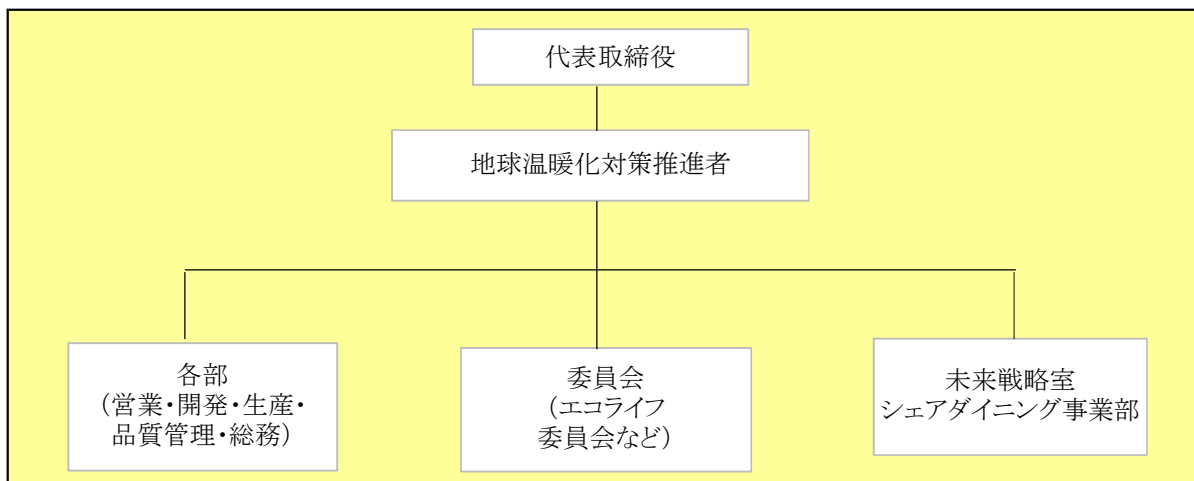 代表取締役
地球温暖化対策推進者
各部
（営業・開発・生産・
品質管理・総務）
委員会
（エコライフ
委員会など）
未来戦略室
シェアダイニング事業部